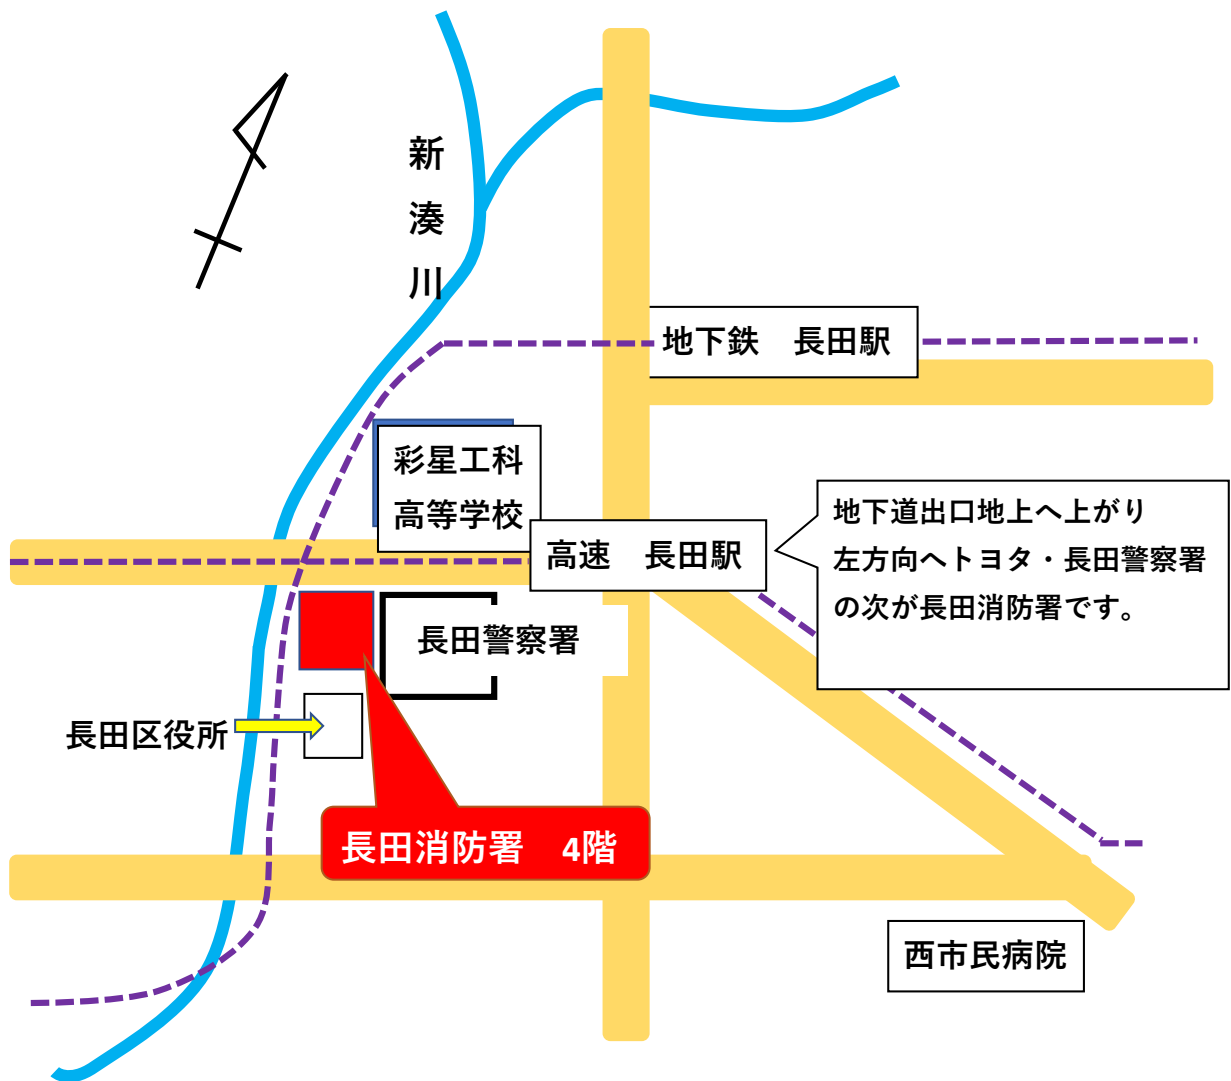 新湊川
地下鉄　長田駅
彩星工科
高等学校
高速　長田駅
地下道出口地上へ上がり
左方向へトヨタ・長田警察署
の次が長田消防署です。
長田警察署
長田区役所
長田消防署　4階
西市民病院